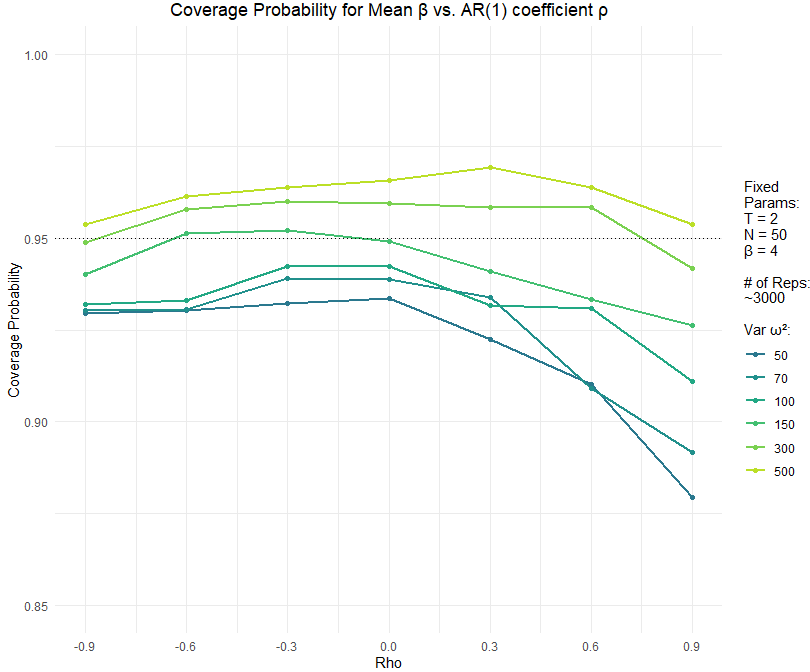 Coverage Probability for Mean β vs. AR(1) coefficient ρ
Coverage Probability
1.00
0.95
0.90
0.85
-0.9
-0.6
-0.3
0.0
0.3
0.6
0.9
Rho
Fixed
Params:
T = 2
N = 50
β = 4
# of Reps:
~3000
Var ω²:
50
70
100
150
300
500